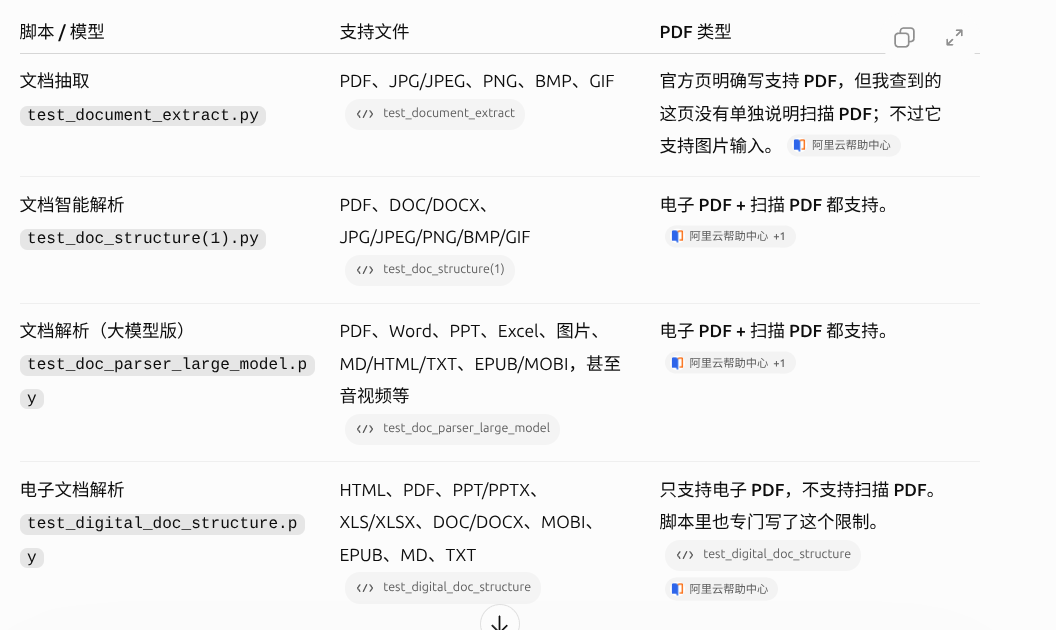 脚本 / 模型 支持文件 PDF 类型
文档抽取 PDF、JPG/JPEG、PNG、BMP、GIF 官方页明确写支持 PDF，但我查到的
test_document_extract.py test_document_extract 这页没有单独说明扫描 PDF；不过它
支持图片输入。 阿里云帮助中心
文档智能解析 PDF、DOC/DOCX、 电子 PDF + 扫描 PDF 都支持。
test_doc_structure(1).py JPG/JPEG/PNG/BMP/GIF 阿里云帮助中心 +1
test_doc_structure(1)
文档解析（大模型版） PDF、Word、PPT、Excel、图片、 电子 PDF + 扫描 PDF 都支持。
test_doc_parser_large_model.p MD/HTML/TXT、EPUB/MOBI，甚至 阿里云帮助中心 +1
y 音视频等
test_doc_parser_large_model
电子文档解析 HTML、PDF、PPT/PPTX、 只支持电子 PDF，不支持扫描 PDF。
test_digital_doc_structure.p XLS/XLSX、DOC/DOCX、MOBI、 脚本里也专门写了这个限制。
y EPUB、MD、TXT test_digital_doc_structure
test_digital_doc_structure 阿里云帮助中心